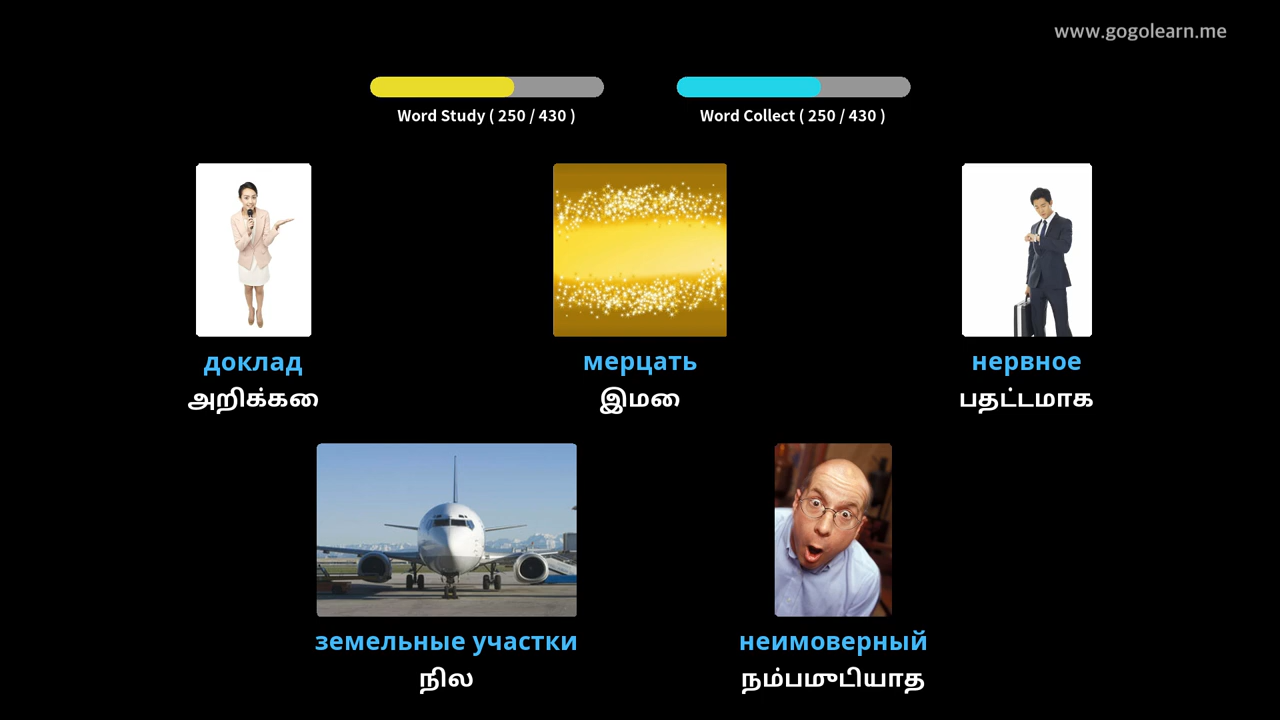 www.gogolearn.me
Word Study ( 250 / 430 )
Word Collect ( 250 / 430 )
доклад
அறிக்கை
мерцать
இமை
нервное
பதட்டமாக
земельные участки
நில
неимоверный
நம்பமுடியாத